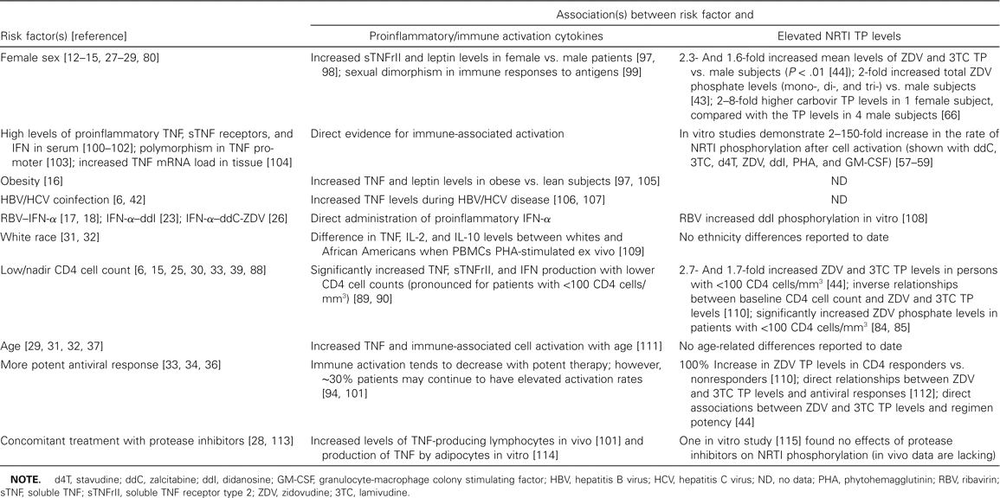 Association(s) between risk factor and
Risk factor(s) [reference]
Proinflammatory/immune activation cytokines
Elevated NRTI TP levels
Female sex [12–15, 27–29, 80]
Increased sTNFrII and leptin levels in female vs. male patients [97,
98]; sexual dimorphism in immune responses to antigens [99]
2.3- And 1.6-fold increased mean levels of ZDV and 3TC TP
vs. male subjects (P < .01 [44]); 2-fold increased total ZDV
phosphate levels (mono-, di-, and tri-) vs. male subjects
[43]; 2–8-fold higher carbovir TP levels in 1 female subject,
compared with the TP levels in 4 male subjects [66]
High levels of proinflammatory TNF, sTNF receptors, and
IFN in serum [100–102]; polymorphism in TNF pro-
moter [103]; increased TNF mRNA load in tissue [104]
Direct evidence for immune-associated activation
In vitro studies demonstrate 2–150-fold increase in the rate of
NRTI phosphorylation after cell activation (shown with ddC,
3TC, d4T, ZDV, ddI, PHA, and GM-CSF) [57–59]
Obesity [16]
Increased TNF and leptin levels in obese vs. lean subjects [97, 105]
ND
HBV/HCV coinfection [6, 42]
Increased TNF levels during HBV/HCV disease [106, 107]
ND
RBV–IFN-α [17, 18]; IFN-α–ddI [23]; IFN-α–ddC-ZDV [26]
Direct administration of proinflammatory IFN-α
RBV increased ddI phosphorylation in vitro [108]
White race [31, 32]
Difference in TNF, IL-2, and IL-10 levels between whites and
African Americans when PBMCs PHA-stimulated ex vivo [109]
No ethnicity differences reported to date
Low/nadir CD4 cell count [6, 15, 25, 30, 33, 39, 88]
Significantly increased TNF, sTNFrII, and IFN production with lower
CD4 cell counts (pronounced for patients with <100 CD4 cells/
mm³) [89, 90]
2.7- And 1.7-fold increased ZDV and 3TC TP levels in persons
with <100 CD4 cells/mm³ [44]; inverse relationships
between baseline CD4 cell count and ZDV and 3TC TP
levels [110]; significantly increased ZDV phosphate levels in
patients with <100 CD4 cells/mm³ [84, 85]
Age [29, 31, 32, 37]
Increased TNF and immune-associated cell activation with age [111]
No age-related differences reported to date
More potent antiviral response [33, 34, 36]
Immune activation tends to decrease with potent therapy; however,
~30% patients may continue to have elevated activation rates
[94, 101]
100% Increase in ZDV TP levels in CD4 responders vs.
nonresponders [110]; direct relationships between ZDV
and 3TC TP levels and antiviral responses [112]; direct
associations between ZDV and 3TC TP levels and regimen
potency [44]
Concomitant treatment with protease inhibitors [28, 113]
Increased levels of TNF-producing lymphocytes in vivo [101] and
production of TNF by adipocytes in vitro [114]
One in vitro study [115] found no effects of protease
inhibitors on NRTI phosphorylation (in vivo data are lacking)
NOTE. d4T, stavudine; ddC, zalcitabine; ddI, didanosine; GM-CSF, granulocyte-macrophage colony stimulating factor; HBV, hepatitis B virus; HCV, hepatitis C virus; ND, no data; PHA, phytohemagglutinin; RBV, ribavirin;
sTNF, soluble TNF; sTNFrII, soluble TNF receptor type 2; ZDV, zidovudine; 3TC, lamivudine.